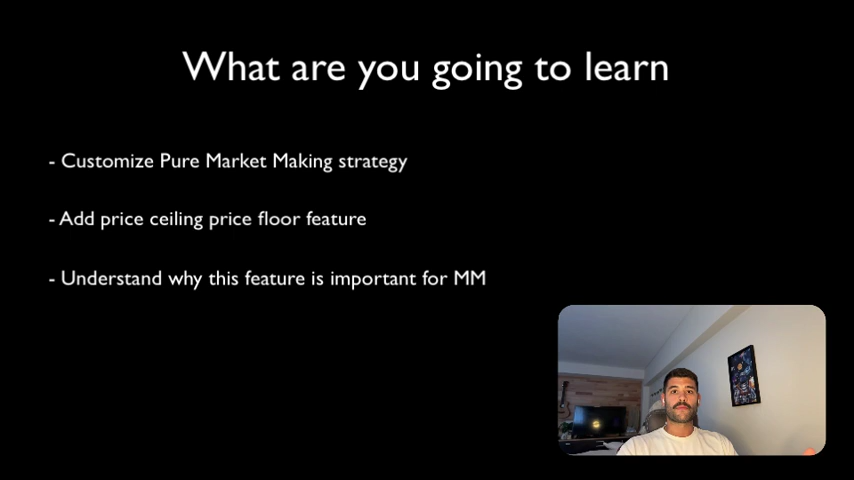 What are you going to learn
- Customize Pure Market Making strategy
- Add price ceiling price floor feature
- Understand why this feature is important for MM